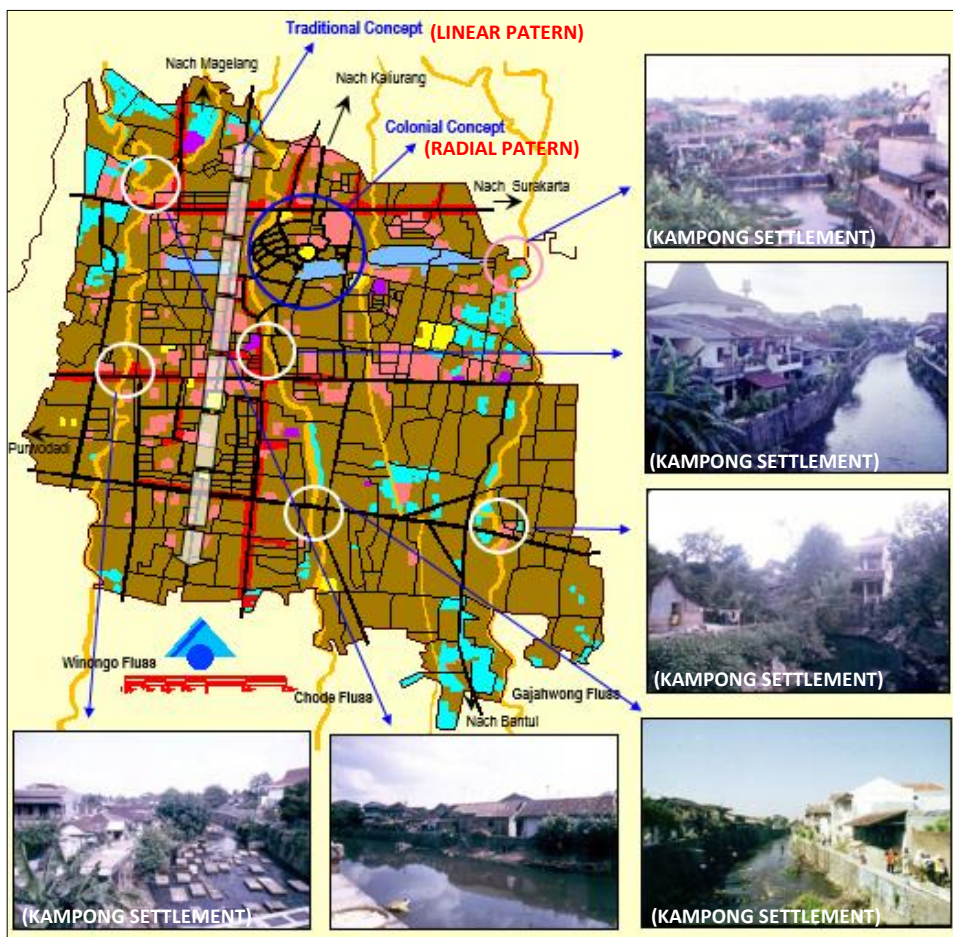 Traditional Concept (LINEAR PATERN)
Nach Magelang
Nach Kaliurang
Colonial Concept
(RADIAL PATERN)
Nach Surakarta
(KAMPONG SETTLEMENT)
(KAMPONG SETTLEMENT)
Purwodadi
(KAMPONG SETTLEMENT)
Winongo Fluss
Chode Fluss
Gajahwong Fluss
Nach Bantul
(KAMPONG SETTLEMENT)
(KAMPONG SETTLEMENT)
(KAMPONG SETTLEMENT)